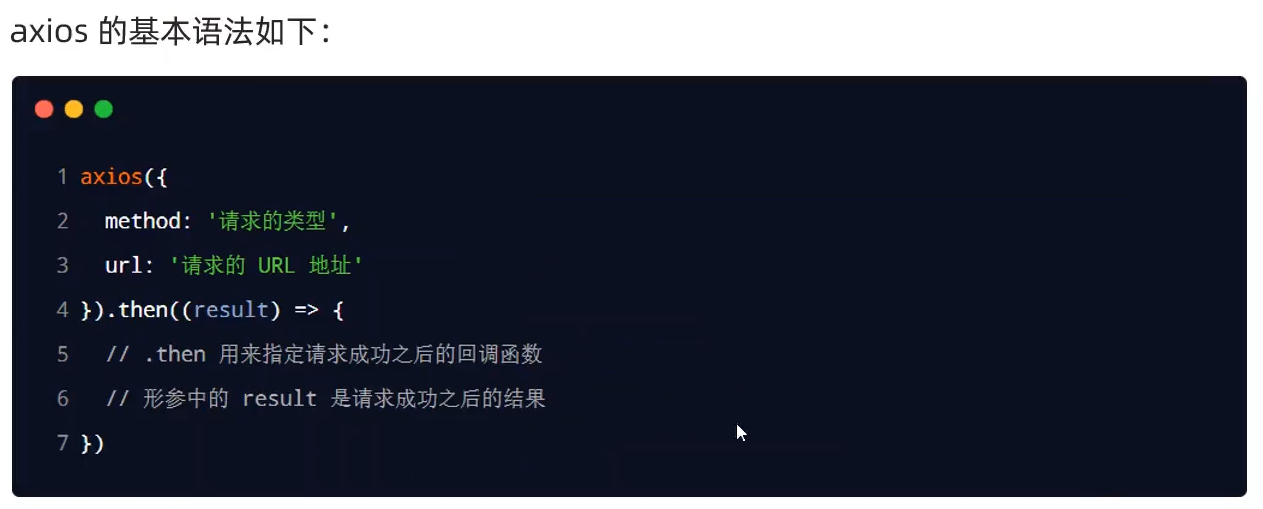 axios 的基本语法如下：
1 axios({
2   method: '请求的类型',
3   url: '请求的 URL 地址'
4 }).then((result) => {
5   // .then 用来指定请求成功之后的回调函数
6   // 形参中的 result 是请求成功之后的结果
7 })